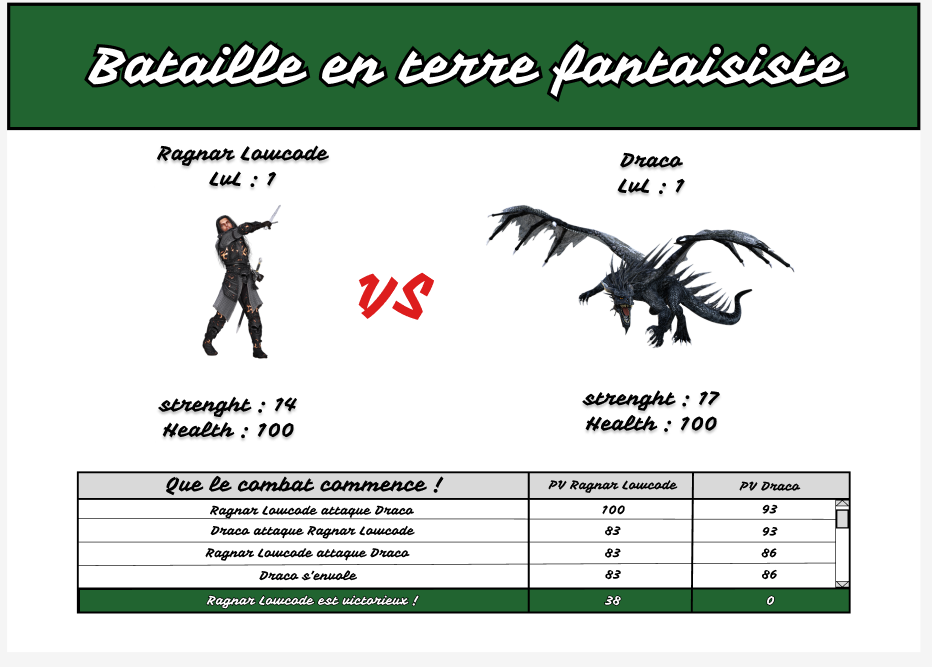 Bataille en terre fantaisiste
Ragnar Lowcode
LvL : 1
Draco
LvL : 1
VS
strenght : 14
Health : 100
strenght : 17
Health : 100
Que le combat commence ! PV Ragnar Lowcode PV Draco
Ragnar Lowcode attaque Draco 100 93
Draco attaque Ragnar Lowcode 83 93
Ragnar Lowcode attaque Draco 83 86
Draco s'envole 83 86
Ragnar Lowcode est victorieux ! 38 0